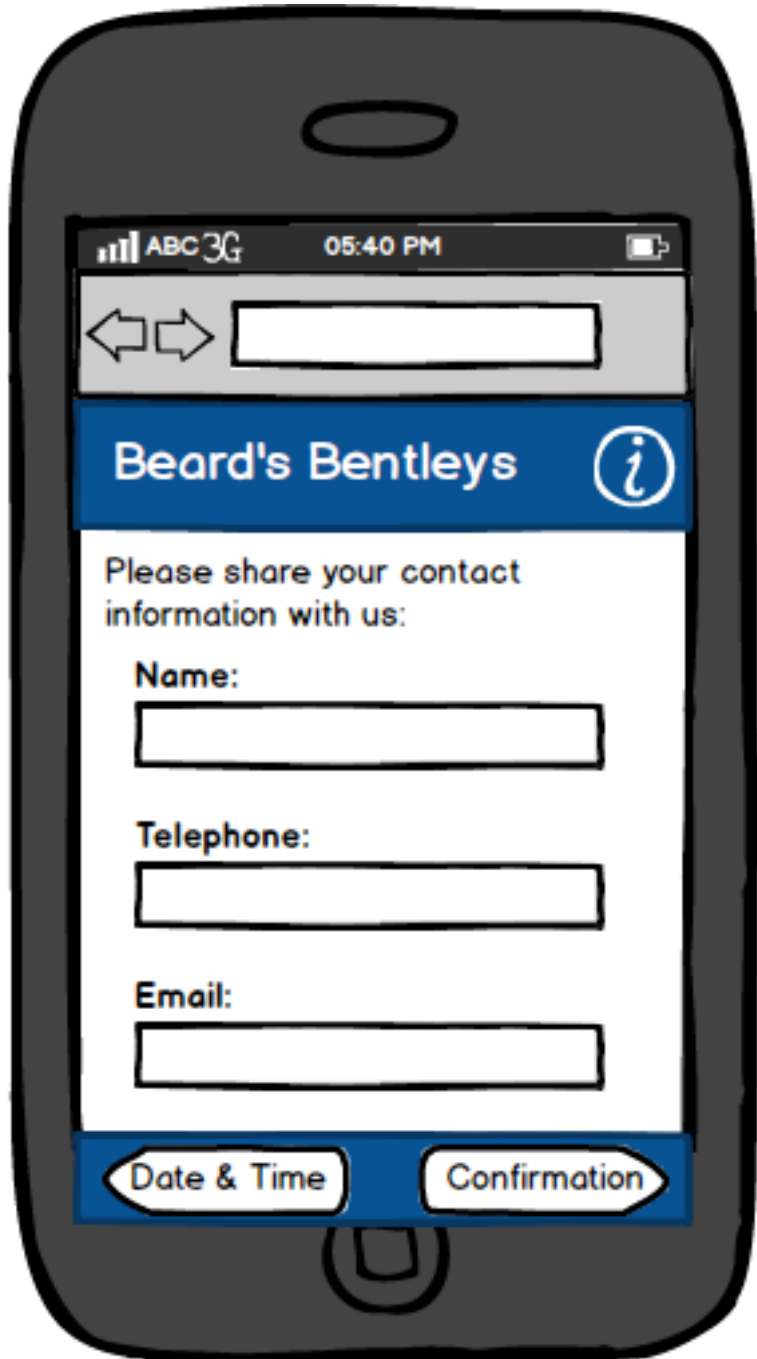 ABC 3G 05:40 PM
Beard's Bentleys i
Please share your contact
information with us:
Name:
Telephone:
Email:
Date & Time Confirmation